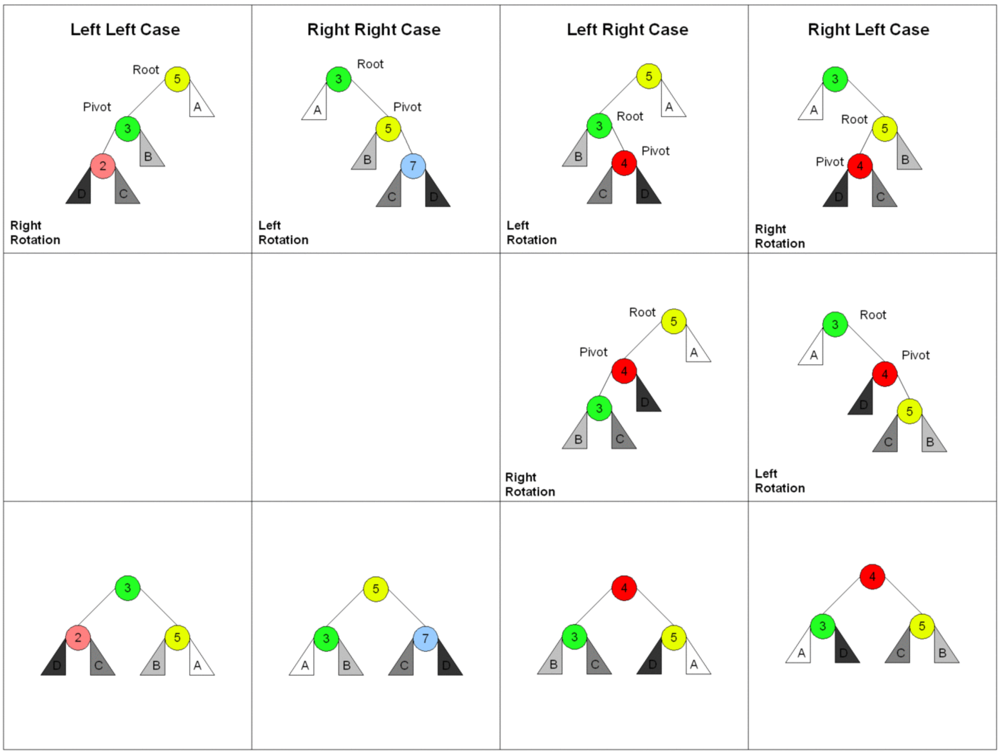 Left Left Case
Root
5
A
Pivot
3
B
2
D
C
Right
Rotation
Right Right Case
Root
3
A
Pivot
5
B
7
C
D
Left
Rotation
Left Right Case
5
A
Root
3
B
Pivot
4
C
D
Left
Rotation
Right Left Case
3
A
Root
5
B
Pivot
4
D
C
Right
Rotation
Root
5
A
Pivot
4
D
3
B
C
Right
Rotation
Root
3
A
Pivot
4
D
5
C
B
Left
Rotation
3
2
5
D
C
B
A
5
3
7
A
B
C
D
4
3
5
B
C
D
A
4
3
5
A
D
C
B